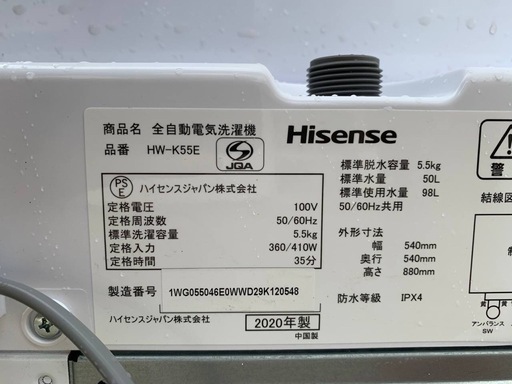 商品名 全自動電気洗濯機
品番 HW-K55E
JQA
Hisense
PS
E
ハイセンスジャパン株式会社
定格電圧 100V
定格周波数 50/60Hz
標準洗濯容量 5.5kg
定格入力 360/410W
定格時間 35分
製造番号 1WG055046E0WWD29K120548
ハイセンスジャパン株式会社 2020年製
中国製
標準脱水容量 5.5kg
標準水量 50L
標準使用水量 98L
50/60Hz共用
外形寸法
幅 540mm
奥行 540mm
高さ 880mm
防水等級 IPX4
警
結線図
制
黄 黄
アンバランス
SW